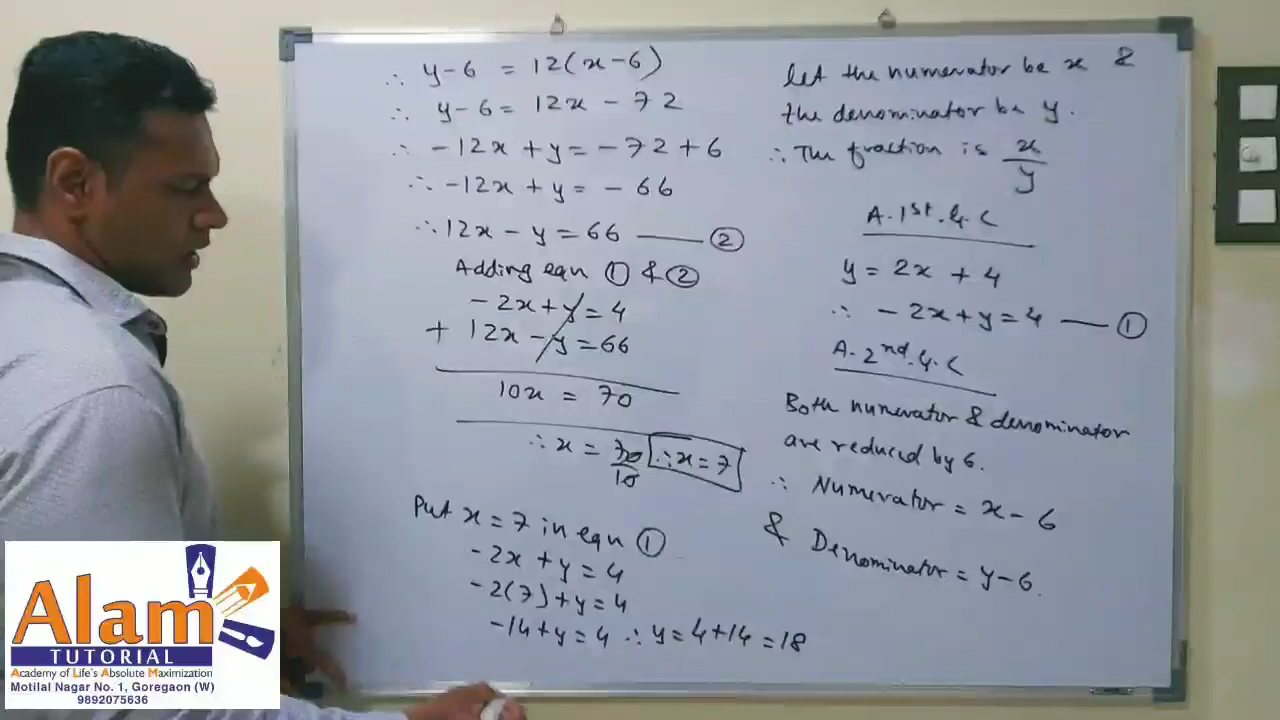 let the numerator be x &
the denominator be y.
∴ The fraction is x/y
A. 1st. G. C
y = 2x + 4
∴ -2x + y = 4 —— ①
A. 2nd. G. C
Both numerator & denominator
are reduced by 6.
∴ Numerator = x - 6
& Denominator = y - 6.
∴ y - 6 = 12(x - 6)
∴ y - 6 = 12x - 72
∴ -12x + y = -72 + 6
∴ -12x + y = -66
∴ 12x - y = 66 —— ②
Adding eqn ① & ②
-2x + y = 4
+ 12x - y = 66
10x = 70
∴ x = 70/10 ∴ x = 7
Put x = 7 in eqn ①
-2x + y = 4
-2(7) + y = 4
-14 + y = 4 ∴ y = 4 + 14 = 18
Alam
TUTORIAL
Academy of Life's Absolute Maximization
Motilal Nagar No. 1, Goregaon (W)
9892075636